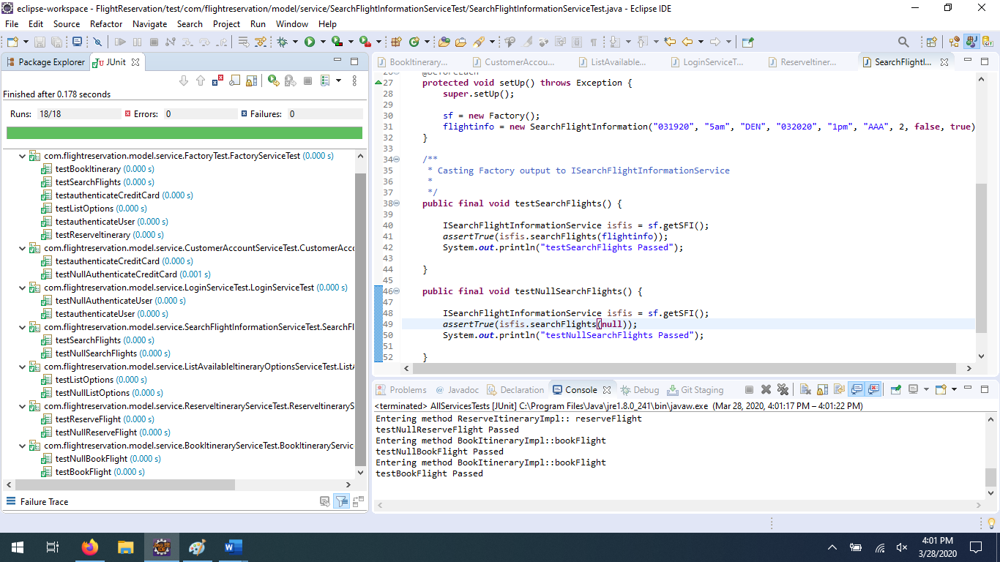 eclipse-workspace - FlightReservation/test/com/flightreservation/model/service/SearchFlightInformationServiceTest/SearchFlightInformationServiceTest.java - Eclipse IDE
File Edit Source Refactor Navigate Search Project Run Window Help
Package Explorer JUnit
Finished after 0.178 seconds
Runs: 18/18 Errors: 0 Failures: 0
com.flightreservation.model.service.FactoryTest.FactoryServiceTest (0.000 s)
testBookItinerary (0.000 s)
testSearchFlights (0.000 s)
testauthenticateCreditCard (0.000 s)
testListOptions (0.000 s)
testauthenticateUser (0.000 s)
testReserveItinerary (0.000 s)
com.flightreservation.model.service.CustomerAccountServiceTest.CustomerAcc
testauthenticateCreditCard (0.000 s)
testNullAuthenticateCreditCard (0.001 s)
com.flightreservation.model.service.LoginServiceTest.LoginServiceTest (0.000 s)
testNullAuthenticateUser (0.000 s)
testauthenticateUser (0.000 s)
com.flightreservation.model.service.SearchFlightInformationServiceTest.SearchF
testSearchFlights (0.000 s)
testNullSearchFlights (0.000 s)
com.flightreservation.model.service.ListAvailableItineraryOptionsServiceTest.List
testListOptions (0.000 s)
testNullListOptions (0.000 s)
com.flightreservation.model.service.ReserveItineraryServiceTest.ReserveItineraryS
testReserveFlight (0.000 s)
testNullReserveFlight (0.000 s)
com.flightreservation.model.service.BookItineraryServiceTest.BookItineraryServic
testNullBookFlight (0.000 s)
testBookFlight (0.000 s)
Failure Trace
BookItinerary... CustomerAccou... ListAvailable... LoginServiceT... ReserveItiner... SearchFlightI...
26 @BeforeEach
27 protected void setUp() throws Exception {
28 super.setUp();
29
30 sf = new Factory();
31 flightinfo = new SearchFlightInformation("031920", "5am", "DEN", "032020", "1pm", "AAA", 2, false, true)
32 }
33
34 /**
35 * Casting Factory output to ISearchFlightInformationService
36 *
37 */
38 public final void testSearchFlights() {
39
40 ISearchFlightInformationService isfis = sf.getSFI();
41 assertTrue(isfis.searchFlights(flightinfo));
42 System.out.println("testSearchFlights Passed");
43
44 }
45
46 public final void testNullSearchFlights() {
47
48 ISearchFlightInformationService isfis = sf.getSFI();
49 assertTrue(isfis.searchFlights(null));
50 System.out.println("testNullSearchFlights Passed");
51
52 }
Problems Javadoc Declaration Console Debug Git Staging
<terminated> AllServicesTests [JUnit] C:\Program Files\Java\jre1.8.0_241\bin\javaw.exe (Mar 28, 2020, 4:01:17 PM – 4:01:22 PM)
Entering method ReserveItineraryImpl:: reserveFlight
testNullReserveFlight Passed
Entering method BookItineraryImpl::bookFlight
testNullBookFlight Passed
Entering method BookItineraryImpl::bookFlight
testBookFlight Passed
4:01 PM
3/28/2020